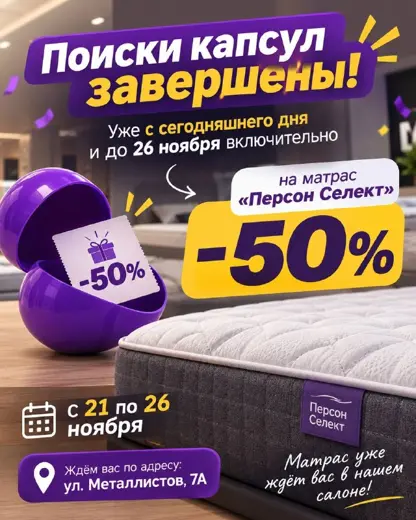 Поиски капсул
завершены!
Уже с сегодняшнего дня
и до 26 ноября включительно
на матрас
«Персон Селект»
-50%
-50%
Персон
Селект
С 21 по 26
ноября
Ждём вас по адресу:
ул. Металлистов, 7А
Матрас уже
ждёт вас в нашем
салоне!